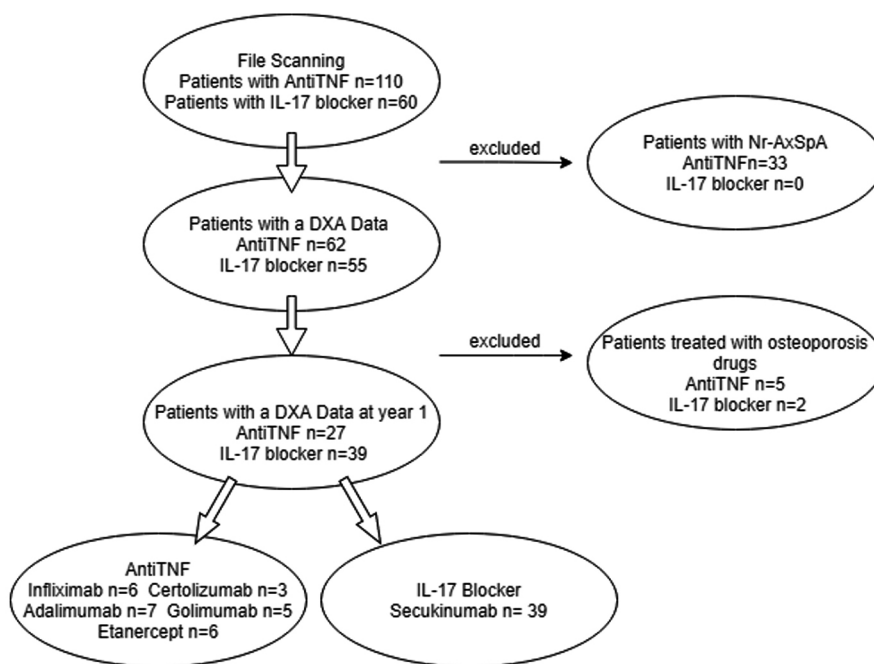 File Scanning
Patients with AntiTNF n=110
Patients with IL-17 blocker n=60
excluded
Patients with Nr-AxSpA
AntiTNFn=33
IL-17 blocker n=0
Patients with a DXA Data
AntiTNF n=62
IL-17 blocker n=55
excluded
Patients treated with osteoporosis
drugs
AntiTNF n=5
IL-17 blocker n=2
Patients with a DXA Data at year 1
AntiTNF n=27
IL-17 blocker n=39
AntiTNF
Infliximab n=6 Certolizumab n=3
Adalimumab n=7 Golimumab n=5
Etanercept n=6
IL-17 Blocker
Secukinumab n= 39